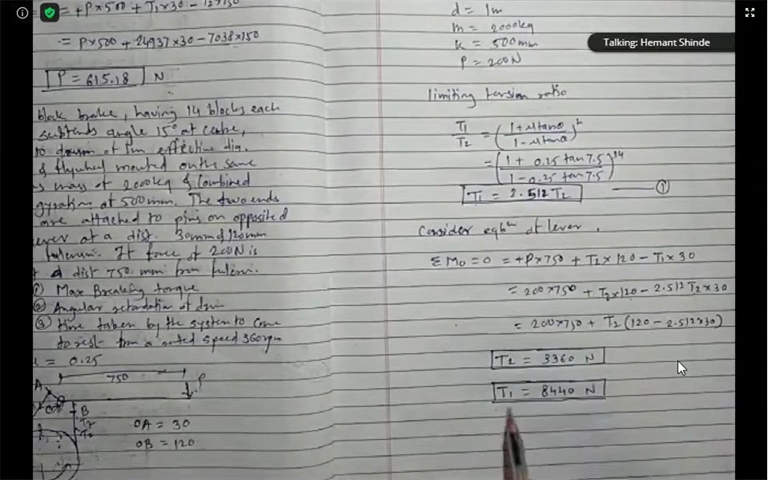 = +P×500 + T1×30 - T2×150
= P×500 + 24937×30 - 7038×150
P = 615.18 N
block brake, having 14 blocks each
subtends angle 15° at centre,
to drum of 1m effective dia.
& flywheel mounted on the same
mass of 2000kg & Combined
gyration of 500mm. The two ends
are attached to pins on opposite
lever at a dist. 30mm & 120mm
fulcrum. If force of 200N is
dist 750 mm from fulcrum.
① Max Breaking torque
② Angular retardation of drum
③ time taken by the system to come
to rest from a rated speed 360rpm
= 0.25
750
P
A
B
T2
T1
OA = 30
OB = 120
d = 1m
m = 2000kg
k = 500mm
P = 200N
Talking: Hemant Shinde
limiting tension ratio
T1/T2 = (1+μtanθ / 1-μtanθ)^n
= (1 + 0.25 tan 7.5 / 1 - 0.25 tan 7.5)^14
T1 = 2.512 T2 — ①
Consider eqbm of lever.
ΣMo = 0 = +P×750 + T2×120 - T1×30
= 200×750 + T2×120 - 2.512 T2×30
= 200×750 + T2 (120 - 2.512×30)
T2 = 3360 N
T1 = 8440 N